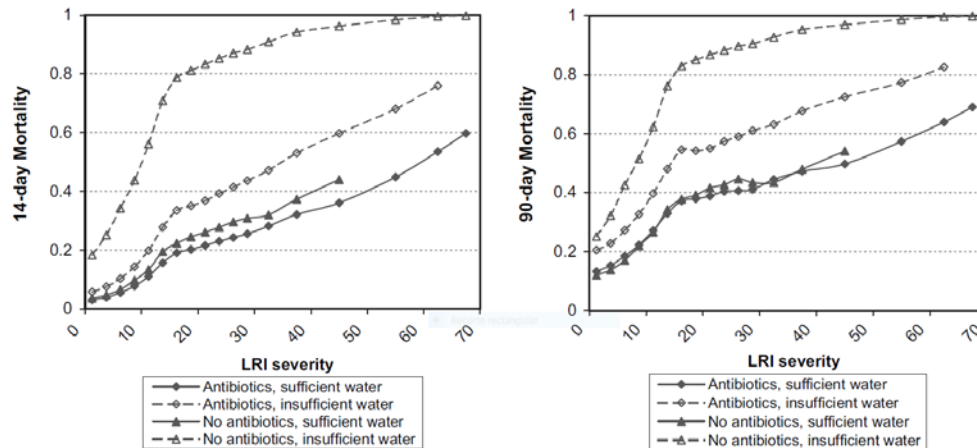 1
0.8
0.6
0.4
0.2
0
14-day Mortality
0 10 20 30 40 50 60 70
LRI severity
Antibiotics, sufficient water
Antibiotics, insufficient water
No antibiotics, sufficient water
No antibiotics, insufficient water
1
0.8
0.6
0.4
0.2
0
90-day Mortality
0 10 20 30 40 50 60 70
LRI severity
Antibiotics, sufficient water
Antibiotics, insufficient water
No antibiotics, sufficient water
No antibiotics, insufficient water